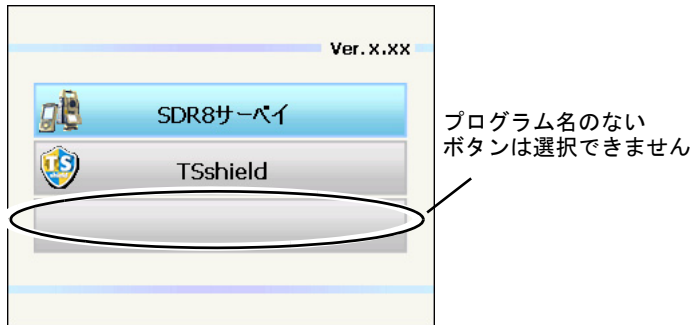 Ver.x.xx
SDR8サーベイ
TS
TSshield
プログラム名のない
ボタンは選択できません